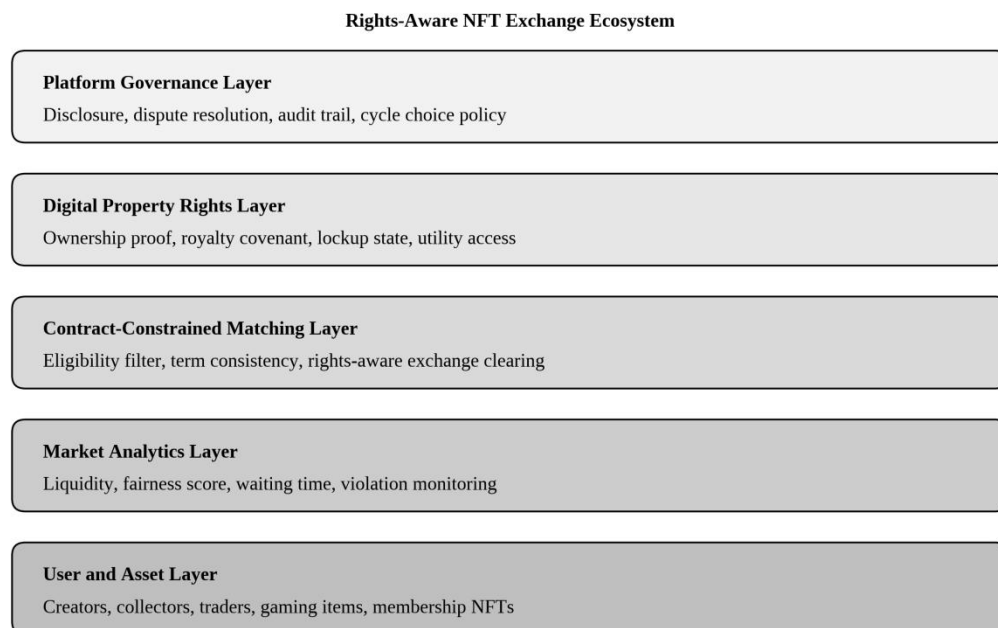 Rights-Aware NFT Exchange Ecosystem
Platform Governance Layer
Disclosure, dispute resolution, audit trail, cycle choice policy
Digital Property Rights Layer
Ownership proof, royalty covenant, lockup state, utility access
Contract-Constrained Matching Layer
Eligibility filter, term consistency, rights-aware exchange clearing
Market Analytics Layer
Liquidity, fairness score, waiting time, violation monitoring
User and Asset Layer
Creators, collectors, traders, gaming items, membership NFTs